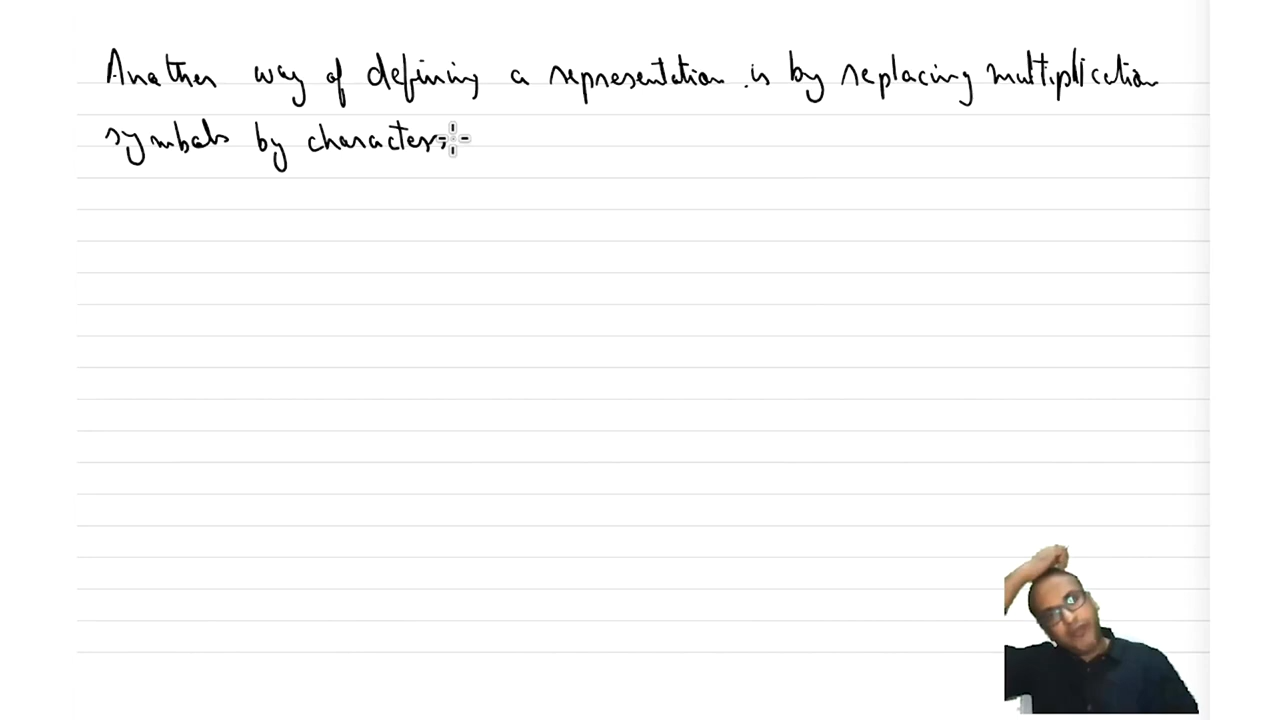 Another way of defining a representation is by replacing multiplication
symbols by characters